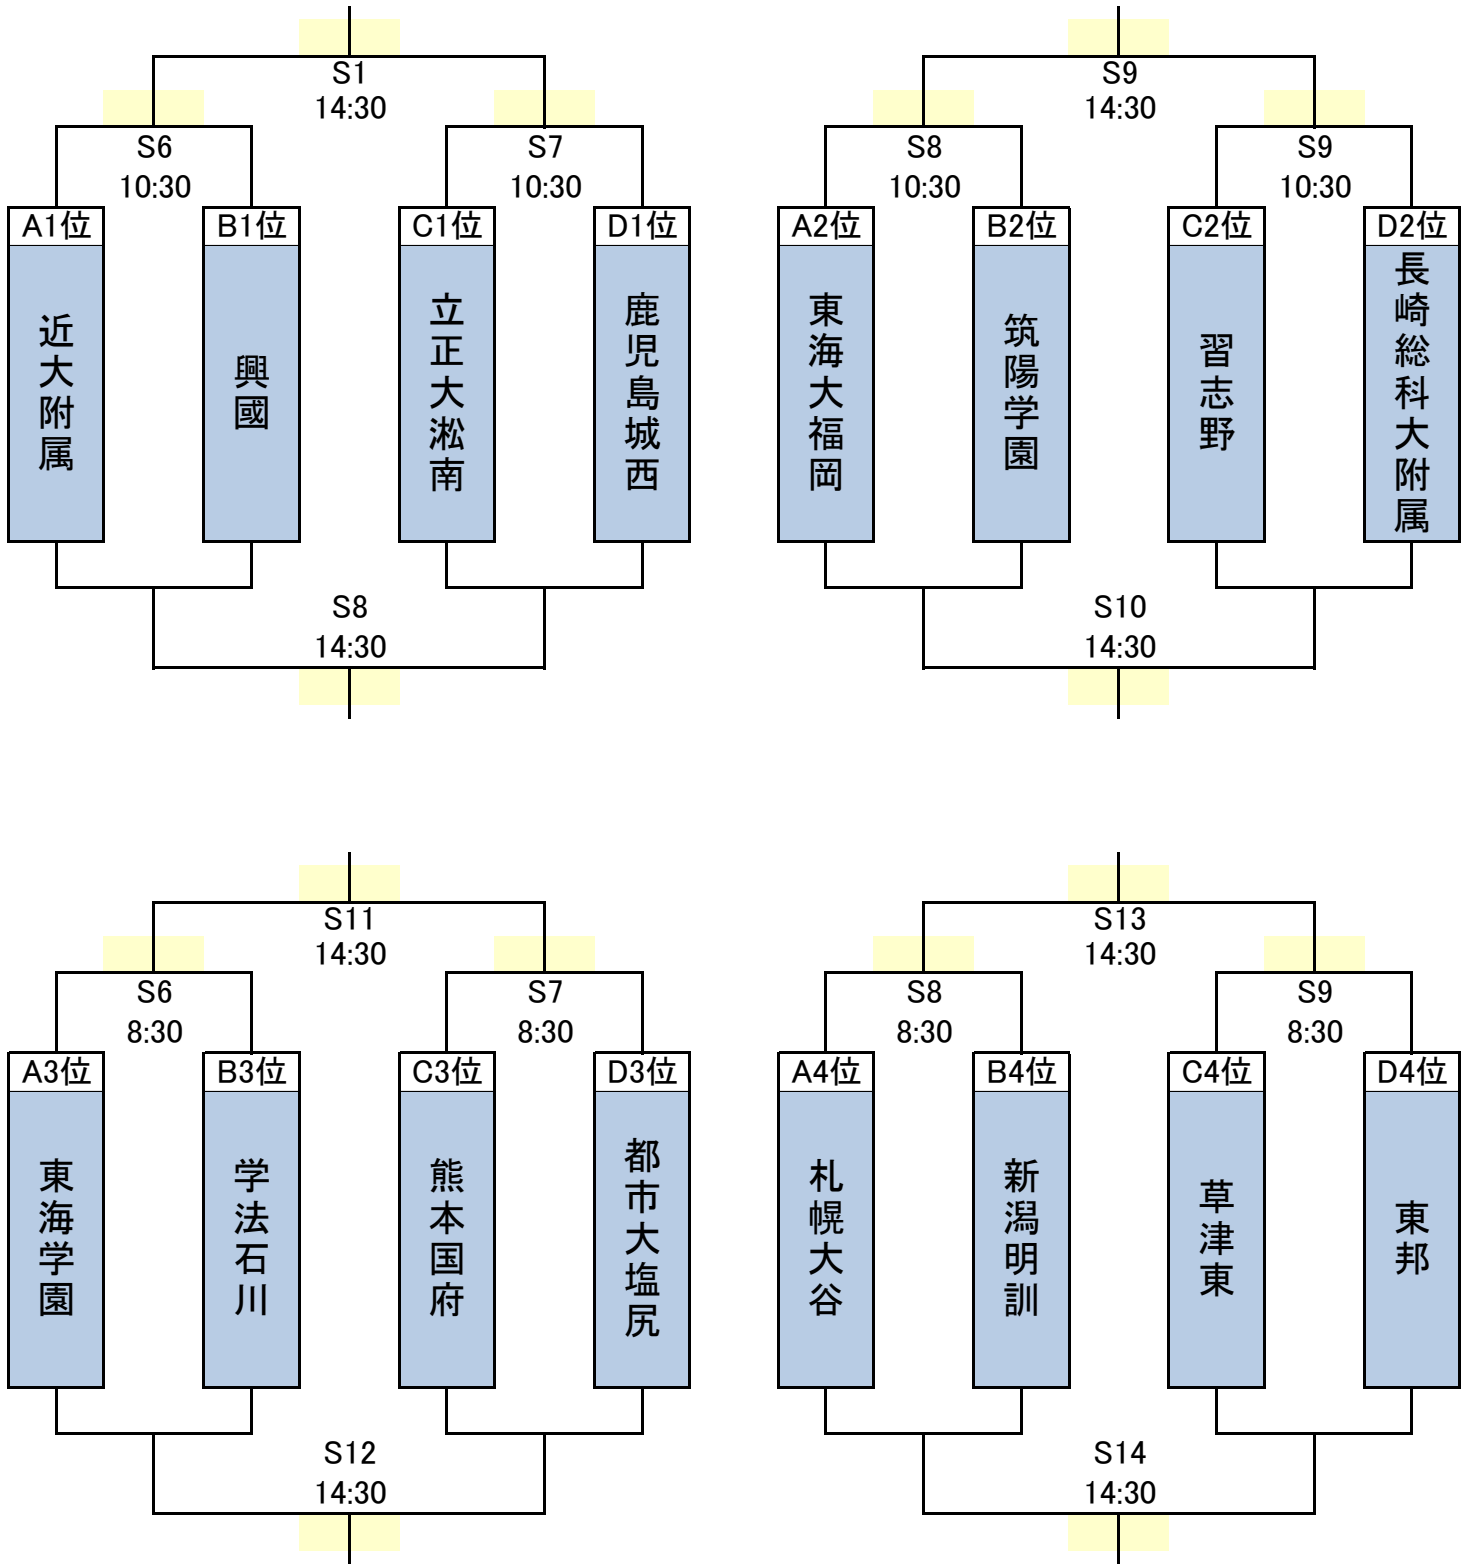 S1
14:30
S6
10:30
S7
10:30
A1位
B1位
C1位
D1位
近大附属
興國
立正大淞南
鹿児島城西
S8
14:30
S9
14:30
S8
10:30
S9
10:30
A2位
B2位
C2位
D2位
東海大福岡
筑陽学園
習志野
長崎総科大附属
S10
14:30
S11
14:30
S6
8:30
S7
8:30
A3位
B3位
C3位
D3位
東海学園
学法石川
熊本国府
都市大塩尻
S12
14:30
S13
14:30
S8
8:30
S9
8:30
A4位
B4位
C4位
D4位
札幌大谷
新潟明訓
草津東
東邦
S14
14:30